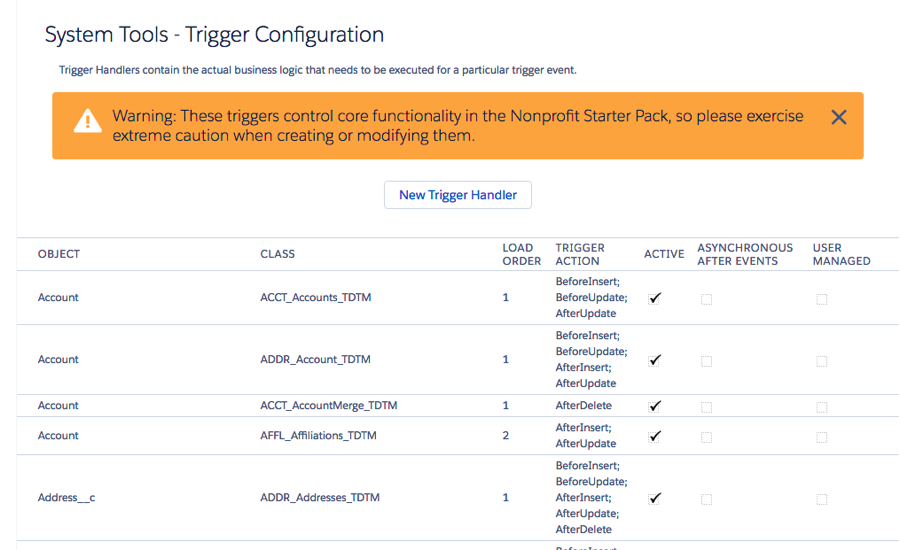 System Tools - Trigger Configuration
Trigger Handlers contain the actual business logic that needs to be executed for a particular trigger event.
Warning: These triggers control core functionality in the Nonprofit Starter Pack, so please exercise
extreme caution when creating or modifying them.
New Trigger Handler
OBJECT CLASS LOAD ORDER TRIGGER ACTION ACTIVE ASYNCHRONOUS AFTER EVENTS USER MANAGED
Account ACCT_Accounts_TDTM 1 BeforeInsert;
BeforeUpdate;
AfterUpdate
Account ADDR_Account_TDTM 1 BeforeInsert;
BeforeUpdate;
AfterInsert;
AfterUpdate
Account ACCT_AccountMerge_TDTM 1 AfterDelete
Account AFFL_Affiliations_TDTM 2 AfterInsert;
AfterUpdate
Address__c ADDR_Addresses_TDTM 1 BeforeInsert;
BeforeUpdate;
AfterInsert;
AfterUpdate;
AfterDelete